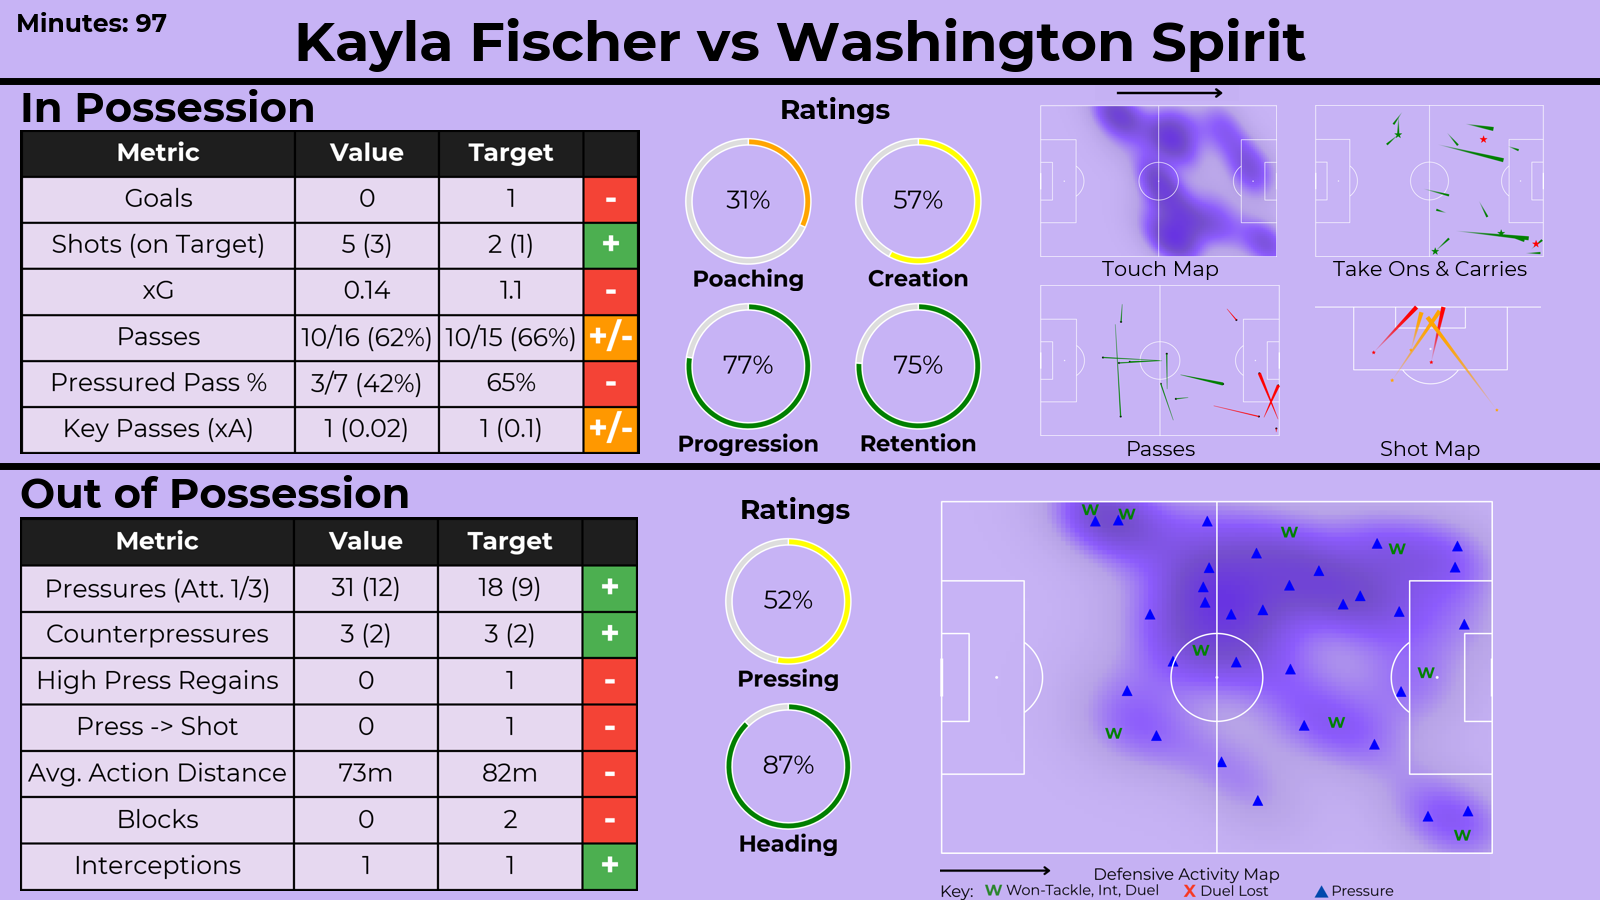 Minutes: 97
Kayla Fischer vs Washington Spirit
In Possession
Metric Value Target
Goals 0 1 -
Shots (on Target) 5 (3) 2 (1) +
xG 0.14 1.1 -
Passes 10/16 (62%) 10/15 (66%) +/-
Pressured Pass % 3/7 (42%) 65% -
Key Passes (xA) 1 (0.02) 1 (0.1) +/-
Ratings
31%
Poaching
57%
Creation
77%
Progression
75%
Retention
Touch Map
Take Ons & Carries
Passes
Shot Map
Out of Possession
Metric Value Target
Pressures (Att. 1/3) 31 (12) 18 (9) +
Counterpressures 3 (2) 3 (2) +
High Press Regains 0 1 -
Press -> Shot 0 1 -
Avg. Action Distance 73m 82m -
Blocks 0 2 -
Interceptions 1 1 +
Ratings
52%
Pressing
87%
Heading
W W
W
W
W
W
W
W
W
Defensive Activity Map
Key: W Won-Tackle, Int, Duel X Duel Lost Pressure